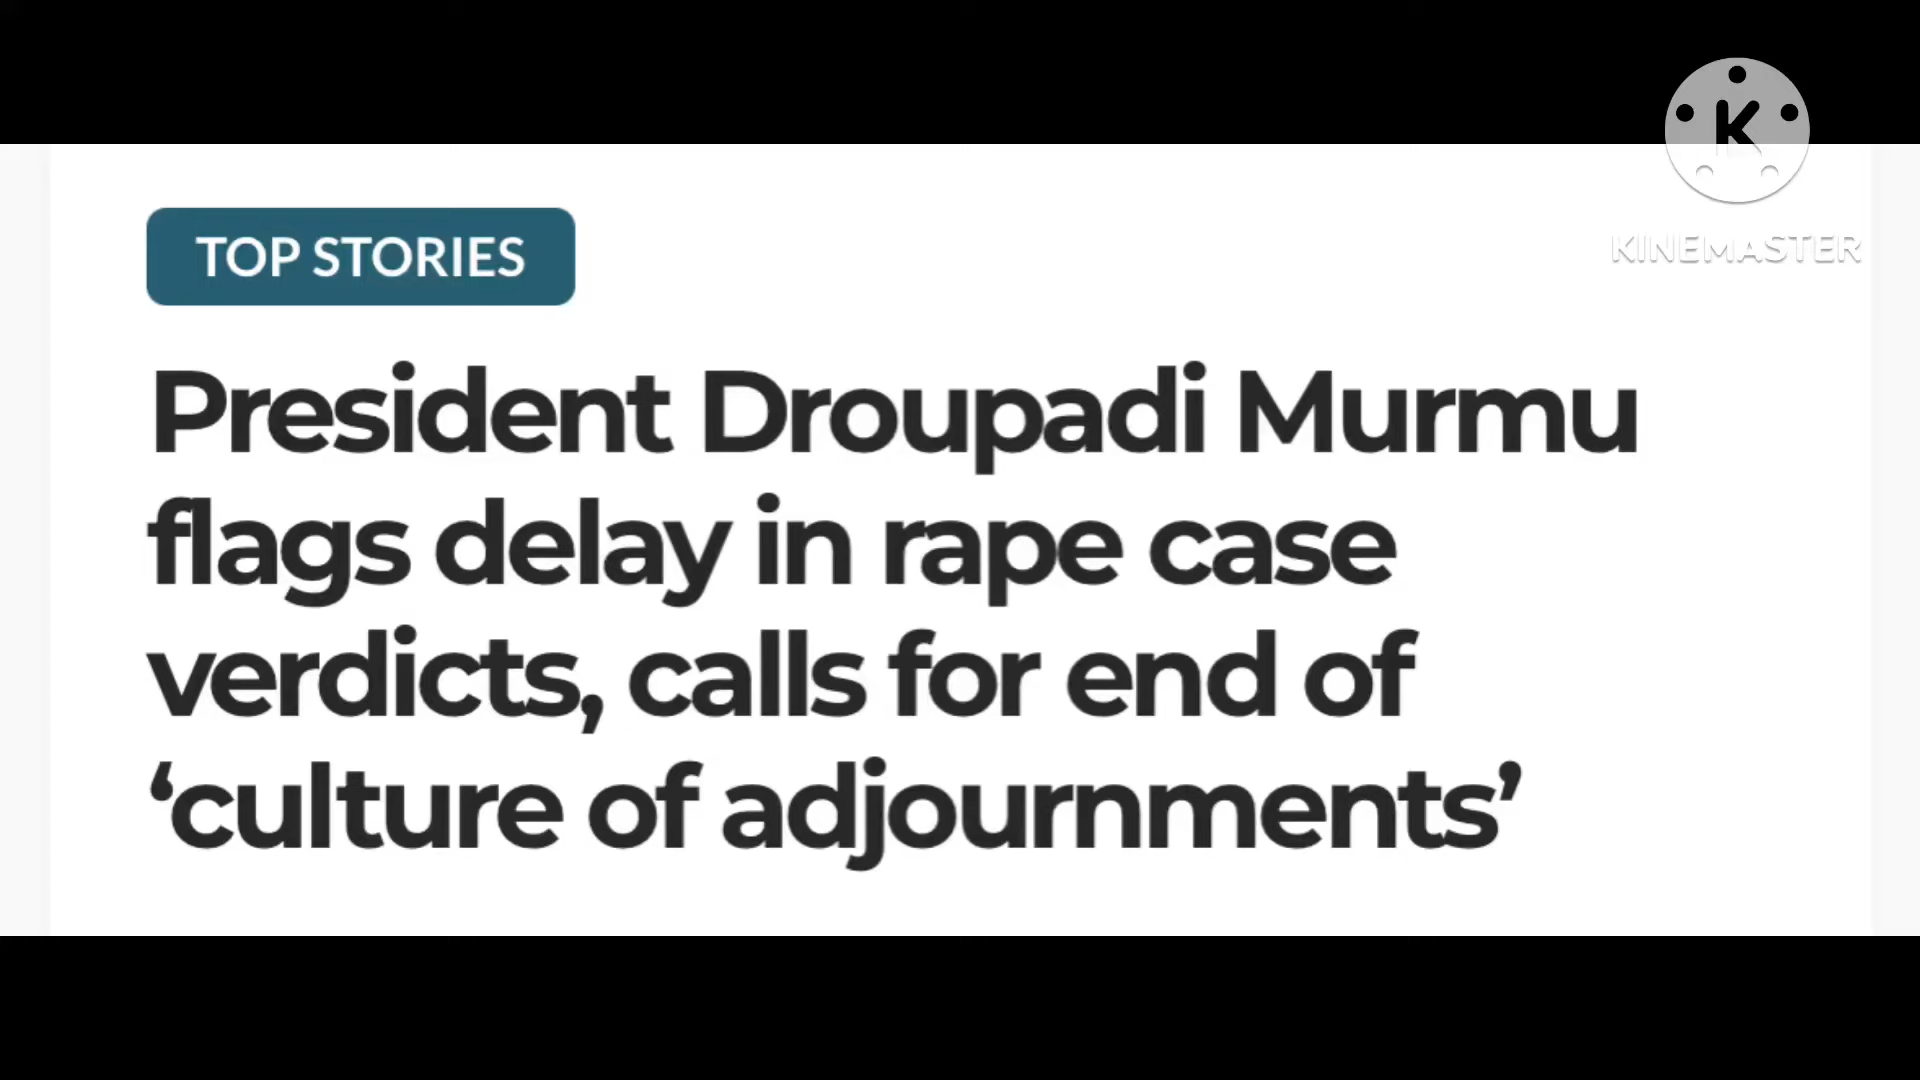 K
KINEMASTER
TOP STORIES
President Droupadi Murmu
flags delay in rape case
verdicts, calls for end of
‘culture of adjournments’